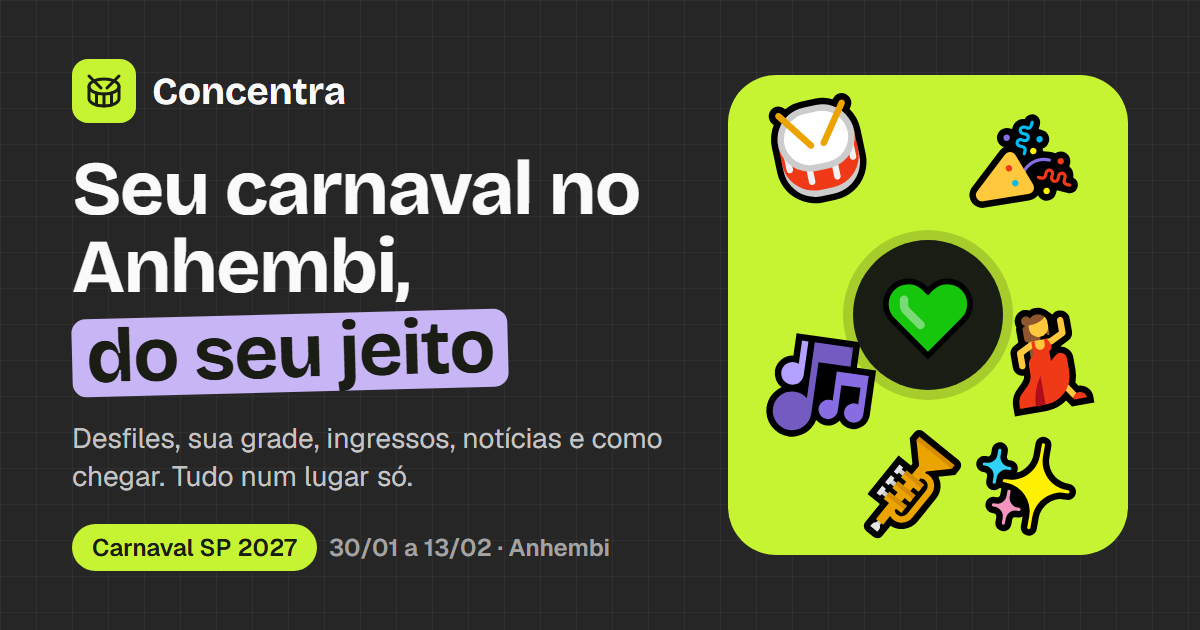 Concentra
Seu carnaval no
Anhembi,
do seu jeito
Desfiles, sua grade, ingressos, notícias e como
chegar. Tudo num lugar só.
Carnaval SP 2027 30/01 a 13/02 · Anhembi